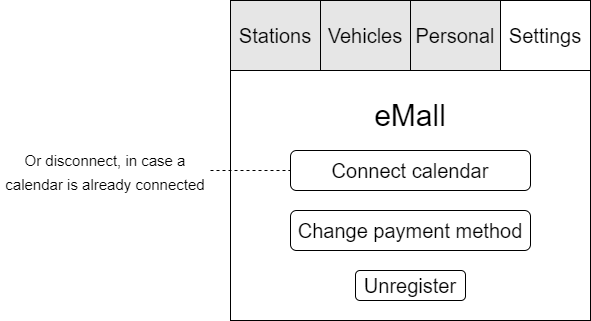 Stations Vehicles Personal Settings
eMall
Or disconnect, in case a
calendar is already connected
Connect calendar
Change payment method
Unregister